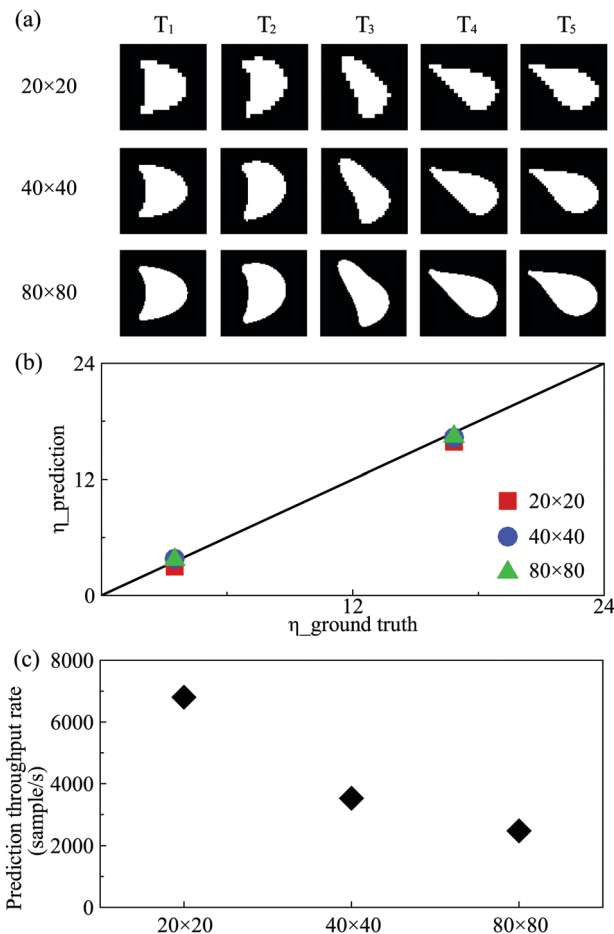 (a)
T₁ T₂ T₃ T₄ T₅
20×20
40×40
80×80
(b)
24
12
0
η_prediction
20×20
40×40
80×80
12
24
η_ground truth
(c)
8000
6000
4000
2000
0
Prediction throughput rate
(sample/s)
20×20 40×40 80×80